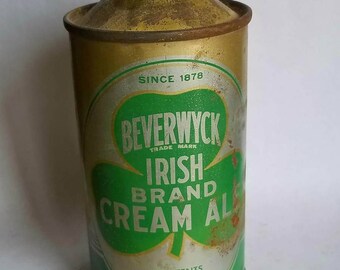 SINCE 1878
BEVERWYCK
TRADE MARK
IRISH
BRAND
CREAM AL